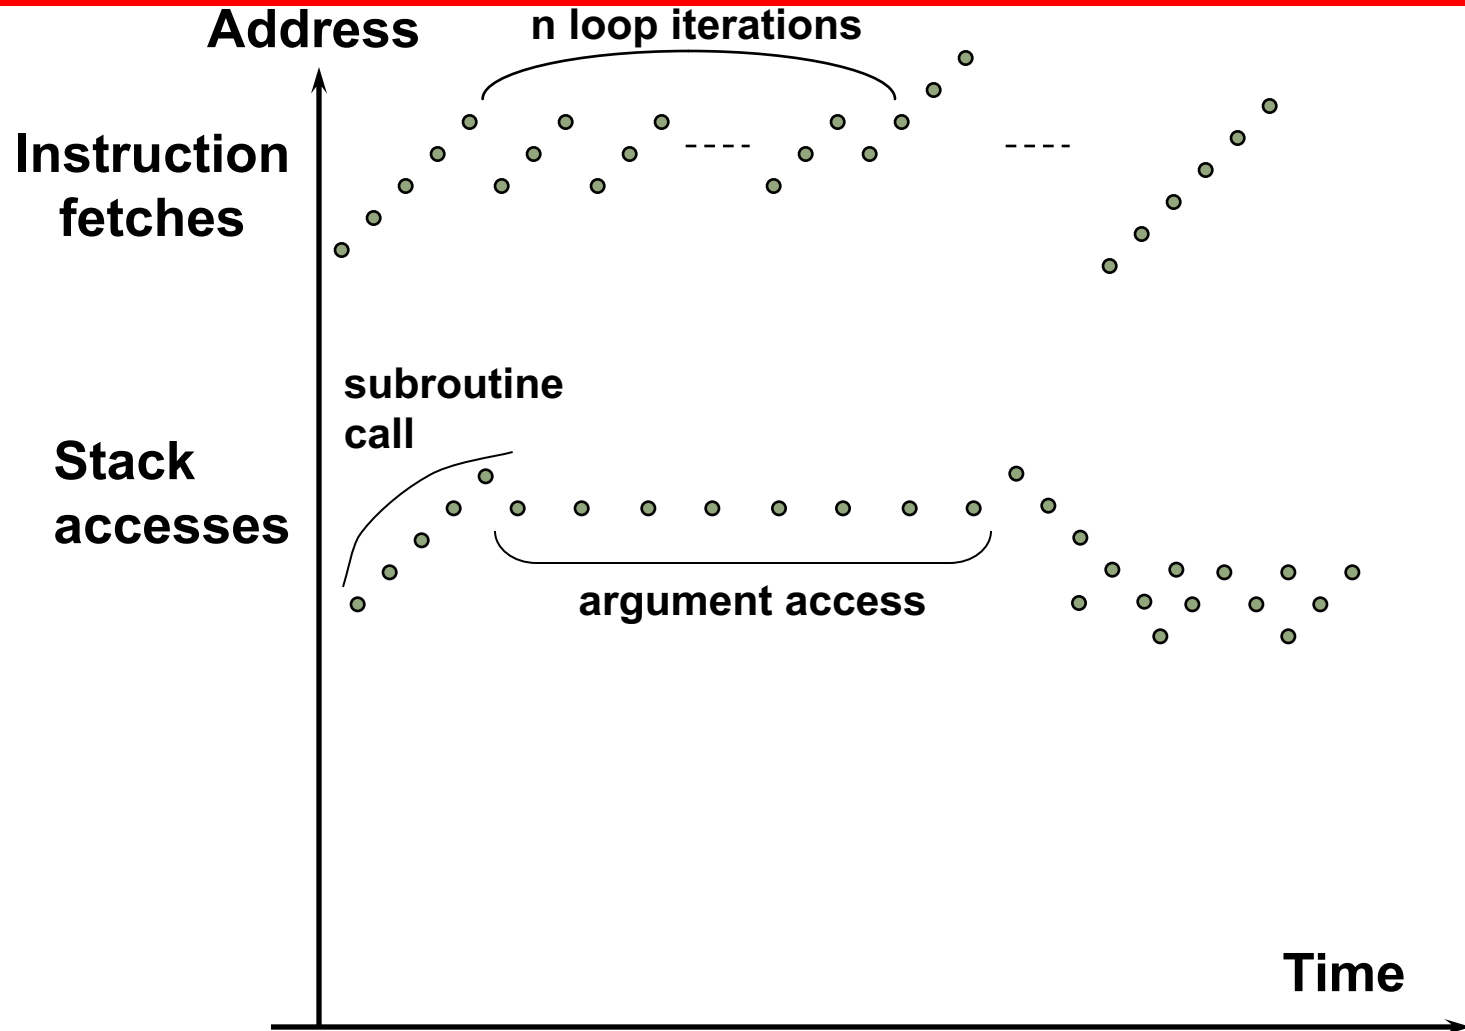 Address
n loop iterations
Instruction
fetches
subroutine
call
Stack
accesses
argument access
Time